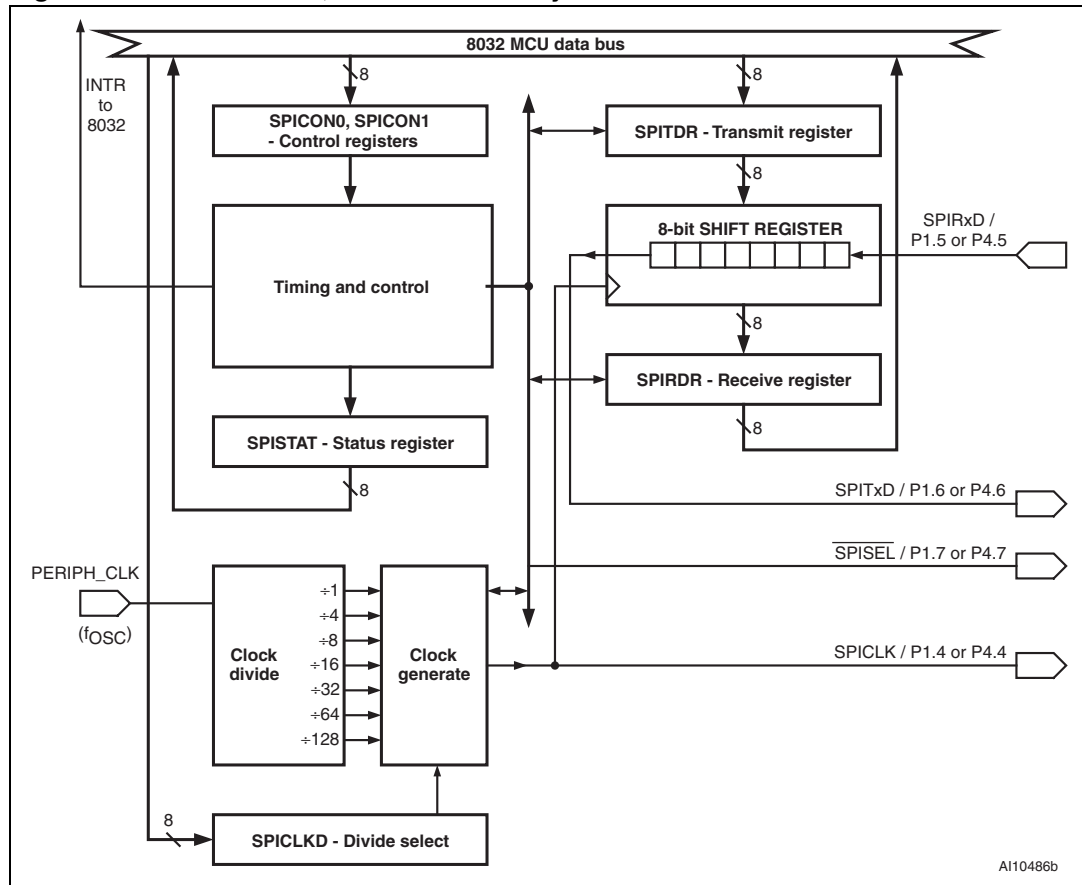 8032 MCU data bus
INTR
to
8032
8
8
SPICON0, SPICON1
- Control registers
SPITDR - Transmit register
8
8-bit SHIFT REGISTER
SPIRxD /
P1.5 or P4.5
Timing and control
8
SPIRDR - Receive register
8
SPISTAT - Status register
8
SPITxD / P1.6 or P4.6
SPISEL / P1.7 or P4.7
PERIPH_CLK
(fOSC)
÷1
÷4
÷8
÷16
÷32
÷64
÷128
Clock
divide
Clock
generate
SPICLK / P1.4 or P4.4
8
SPICLKD - Divide select
AI10486b